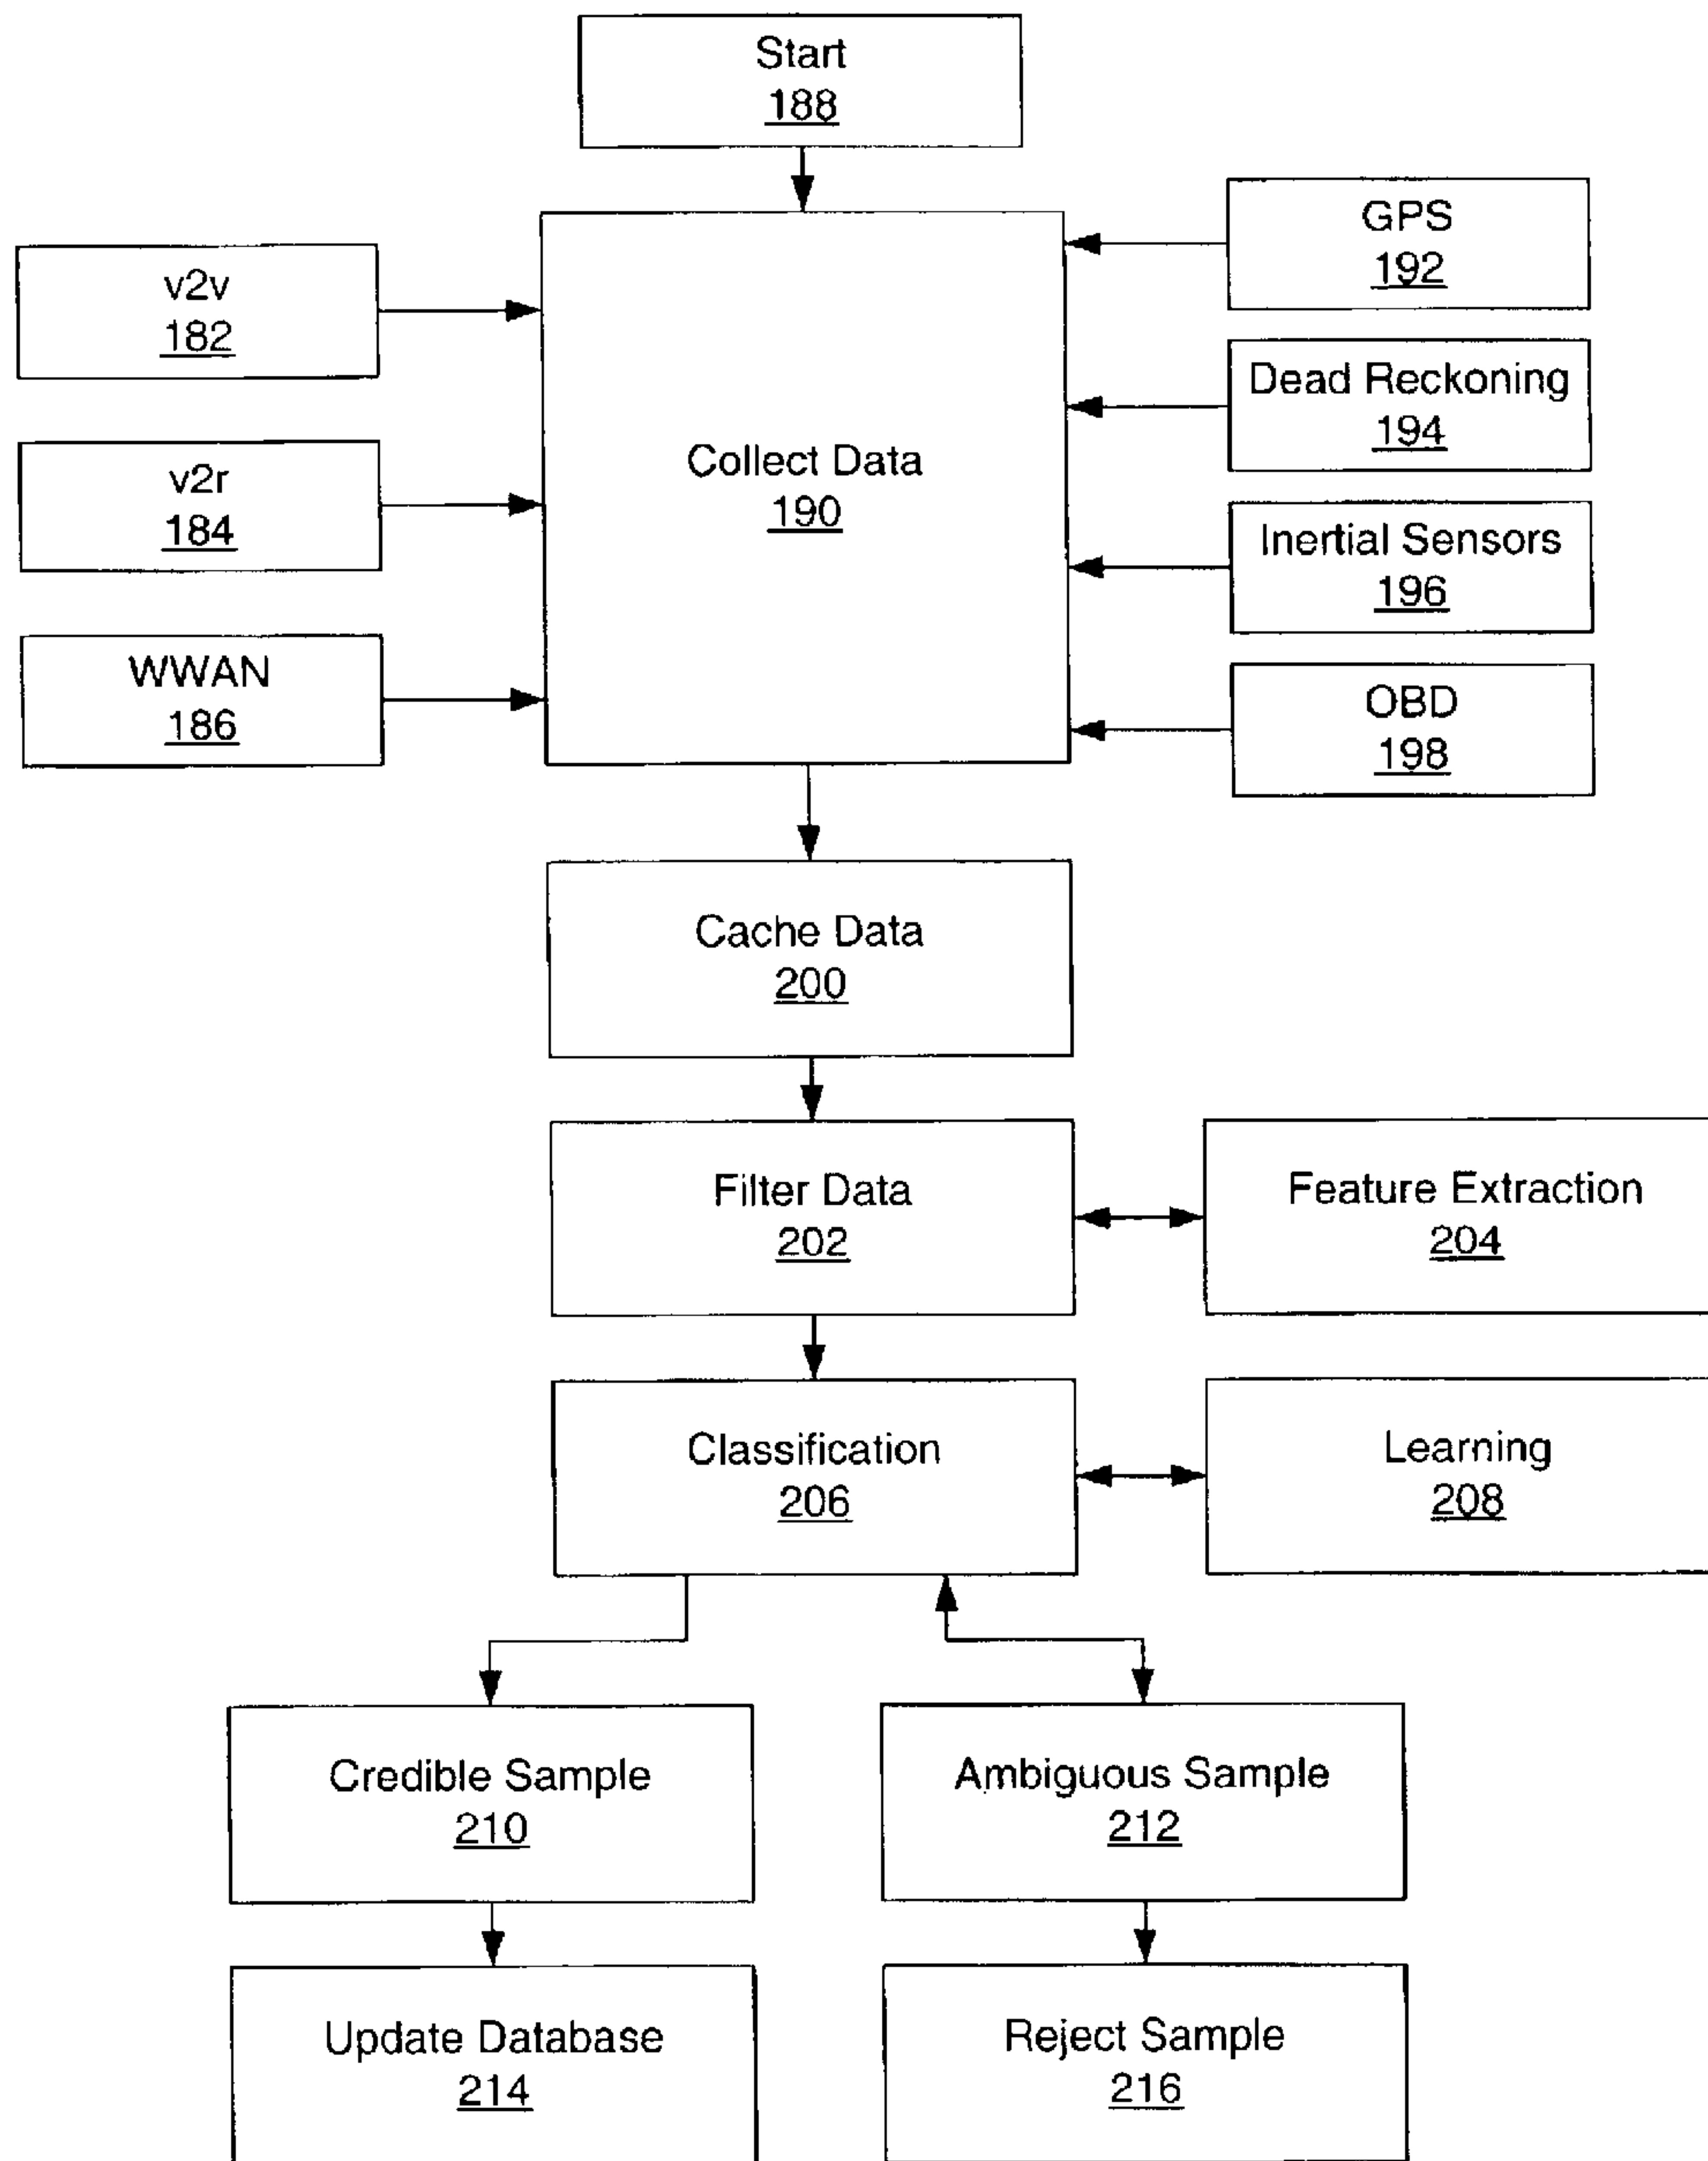 Start
188
v2v
182
v2r
184
WWAN
186
Collect Data
190
GPS
192
Dead Reckoning
194
Inertial Sensors
196
OBD
198
Cache Data
200
Filter Data
202
Feature Extraction
204
Classification
206
Learning
208
Credible Sample
210
Ambiguous Sample
212
Update Database
214
Reject Sample
216